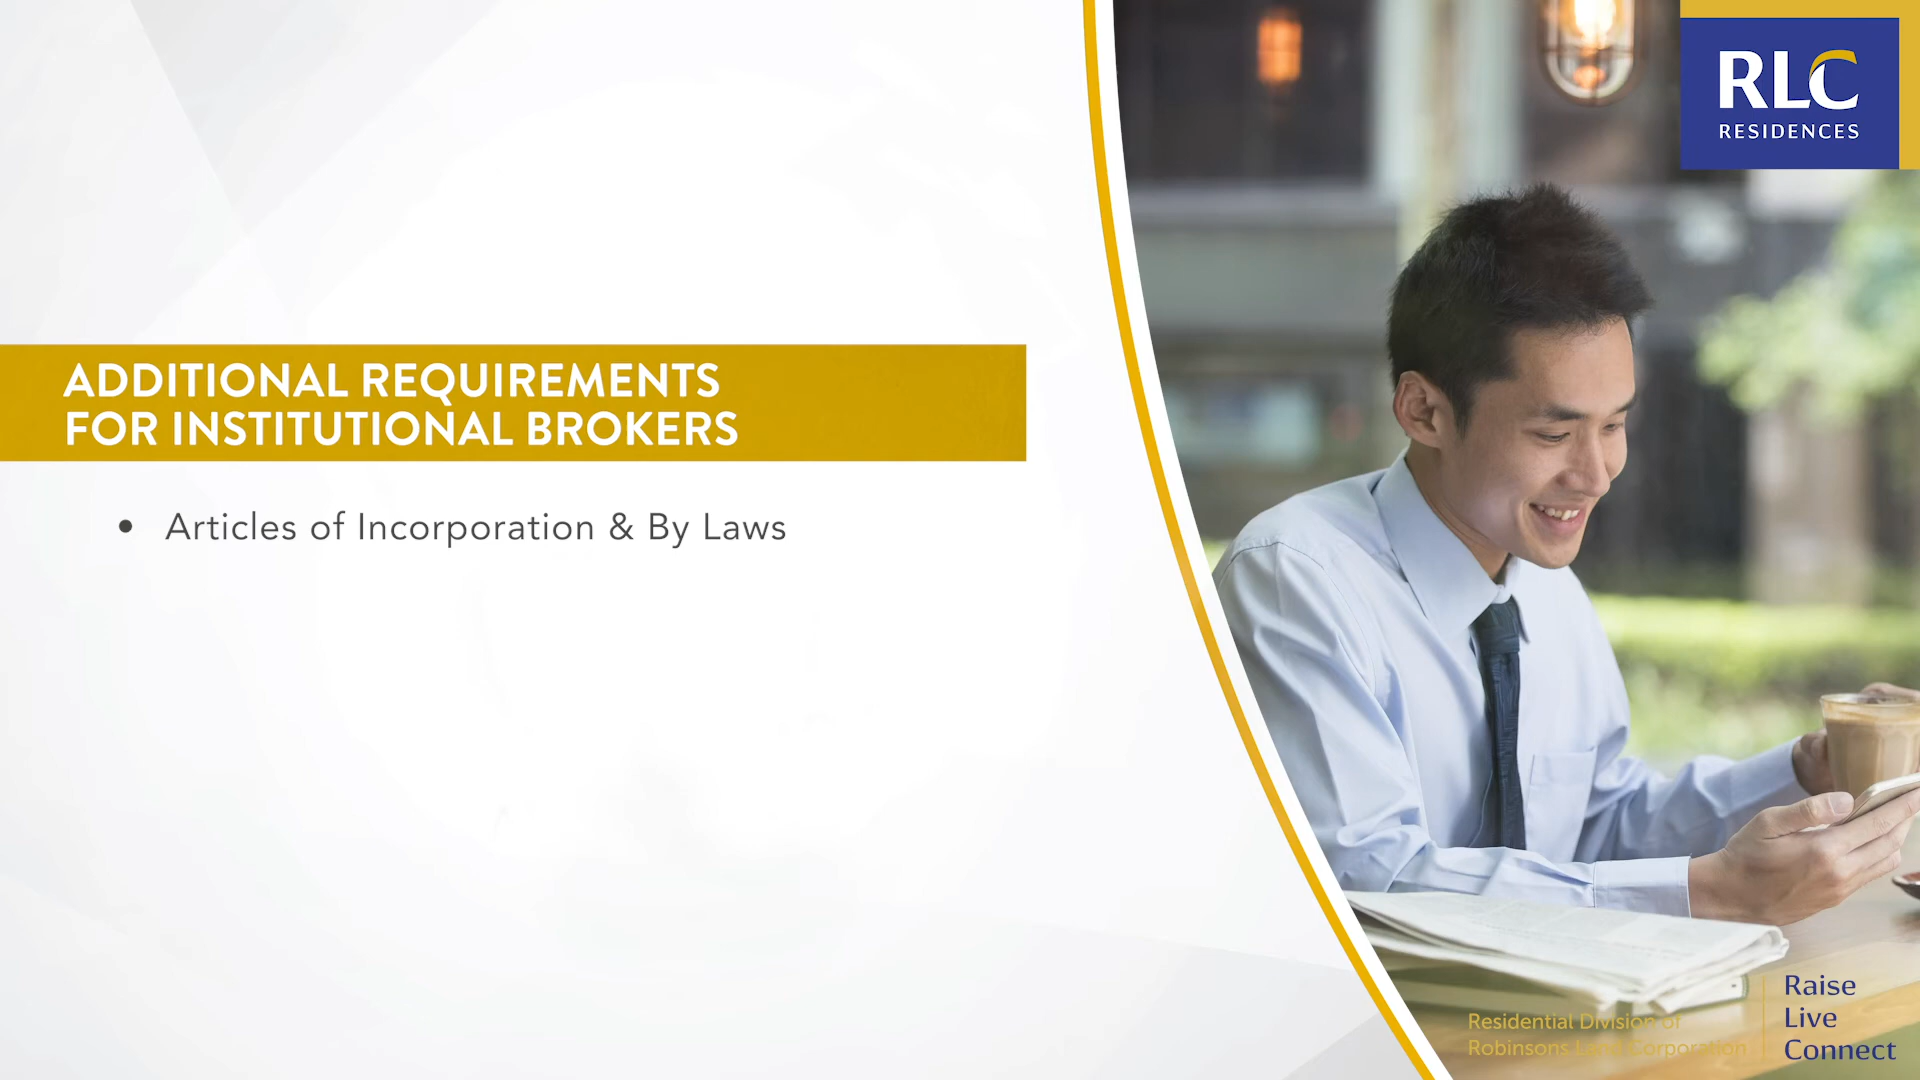 RLC
RESIDENCES
ADDITIONAL REQUIREMENTS
FOR INSTITUTIONAL BROKERS
• Articles of Incorporation & By Laws
Residential Division of
Robinsons Land Corporation
Raise
Live
Connect